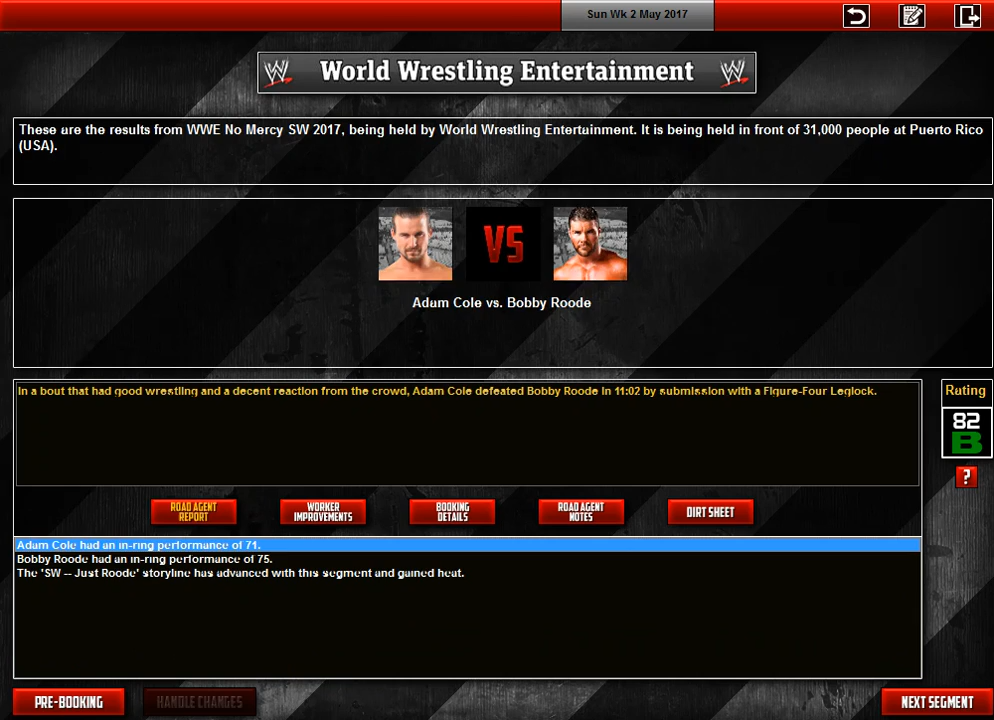 Sun Wk 2 May 2017
World Wrestling Entertainment
These are the results from WWE No Mercy SW 2017, being held by World Wrestling Entertainment. It is being held in front of 31,000 people at Puerto Rico
(USA).
VS
Adam Cole vs. Bobby Roode
In a bout that had good wrestling and a decent reaction from the crowd, Adam Cole defeated Bobby Roode in 11:02 by submission with a Figure-Four Leglock.
Rating
82
B
?
ROAD AGENT REPORT
WORKER IMPROVEMENTS
BOOKING DETAILS
ROAD AGENT NOTES
DIRT SHEET
Adam Cole had an in-ring performance of 71.
Bobby Roode had an in-ring performance of 75.
The 'SW -- Just Roode' storyline has advanced with this segment and gained heat.
PRE-BOOKING
HANDLE CHANGES
NEXT SEGMENT